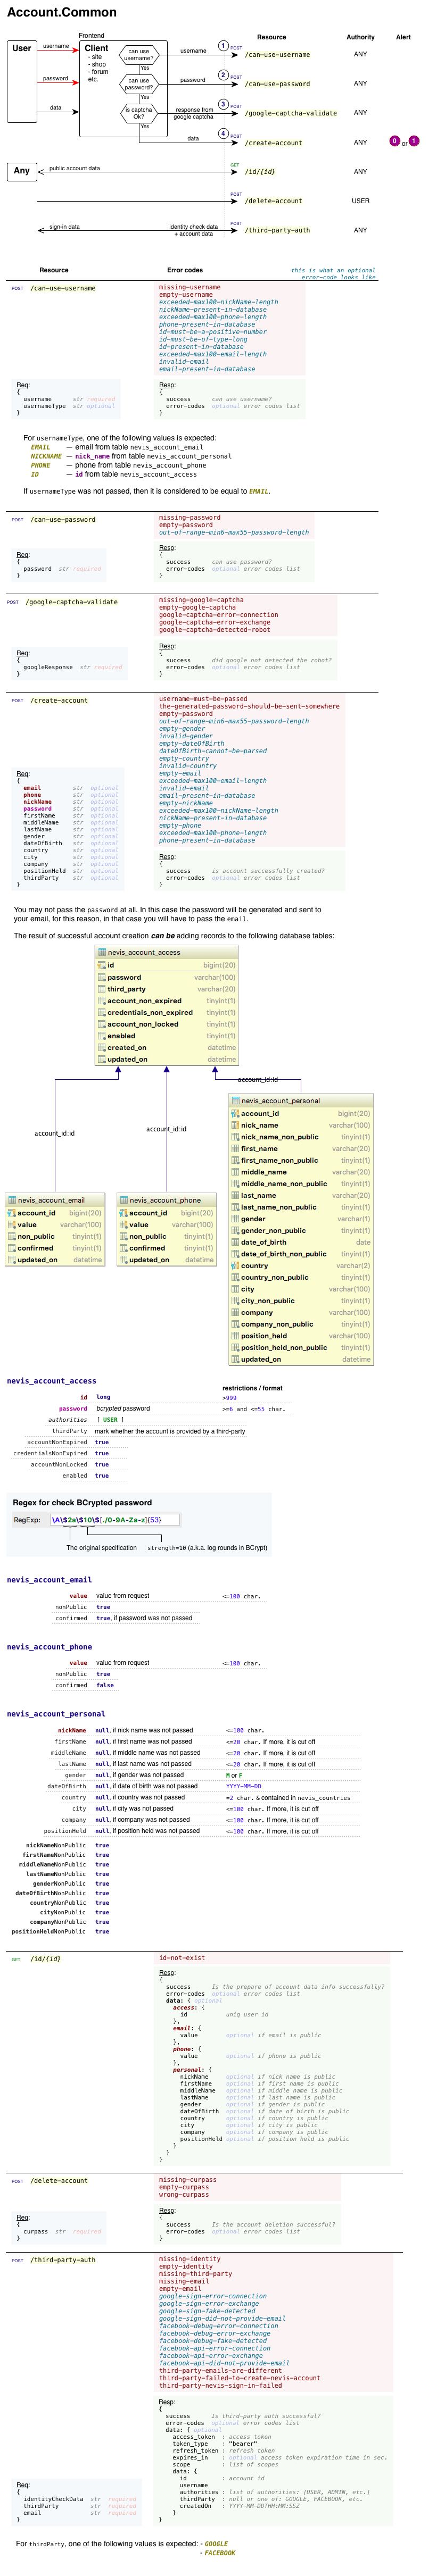 Account.Common
Frontend
Resource
Authority
Alert
User
Client
- site
- shop
- forum
etc.
username
password
data
can use
username?
Yes
can use
password?
Yes
is captcha
Ok?
Yes
username
1 POST
/can-use-username
ANY
password
2 POST
/can-use-password
ANY
response from
google captcha
3 POST
/google-captcha-validate
ANY
data
4 POST
/create-account
ANY
0 or 1
Any
public account data
GET
/id/{id}
ANY
POST
/delete-account
USER
sign-in data
identity check data
+ account data
POST
/third-party-auth
ANY
Resource
Error codes
this is what an optional
error-code looks like
POST /can-use-username
missing-username
empty-username
exceeded-max100-nickName-length
nickName-present-in-database
exceeded-max100-phone-length
phone-present-in-database
id-must-be-a-positive-number
id-must-be-of-type-long
id-present-in-database
exceeded-max100-email-length
invalid-email
email-present-in-database
Req:
{
username str required
usernameType str optional
}
Resp:
{
success can use username?
error-codes optional error codes list
}
For usernameType, one of the following values is expected:
EMAIL — email from table nevis_account_email
NICKNAME — nick_name from table nevis_account_personal
PHONE — phone from table nevis_account_phone
ID — id from table nevis_account_access
If usernameType was not passed, then it is considered to be equal to EMAIL.
POST /can-use-password
missing-password
empty-password
out-of-range-min6-max55-password-length
Req:
{
password str required
}
Resp:
{
success can use password?
error-codes optional error codes list
}
POST /google-captcha-validate
missing-google-captcha
empty-google-captcha
google-captcha-error-connection
google-captcha-error-exchange
google-captcha-detected-robot
Req:
{
googleResponse str required
}
Resp:
{
success did google not detected the robot?
error-codes optional error codes list
}
POST /create-account
username-must-be-passed
the-generated-password-should-be-sent-somewhere
empty-password
out-of-range-min6-max55-password-length
empty-gender
invalid-gender
empty-dateOfBirth
dateOfBirth-cannot-be-parsed
empty-country
invalid-country
empty-email
exceeded-max100-email-length
invalid-email
email-present-in-database
empty-nickName
exceeded-max100-nickName-length
nickName-present-in-database
empty-phone
exceeded-max100-phone-length
phone-present-in-database
Req:
{
email str optional
phone str optional
nickName str optional
password str optional
firstName str optional
middleName str optional
lastName str optional
gender str optional
dateOfBirth str optional
country str optional
city str optional
company str optional
positionHeld str optional
thirdParty str optional
}
Resp:
{
success is account successfully created?
error-codes optional error codes list
}
You may not pass the password at all. In this case the password will be generated and sent to
your email, for this reason, in that case you will have to pass the email.
The result of successful account creation can be adding records to the following database tables:
nevis_account_access
id bigint(20)
password varchar(100)
third_party varchar(20)
account_non_expired tinyint(1)
credentials_non_expired tinyint(1)
account_non_locked tinyint(1)
enabled tinyint(1)
created_on datetime
updated_on datetime
account_id:id
account_id:id
account_id:id
nevis_account_email
account_id bigint(20)
value varchar(100)
non_public tinyint(1)
confirmed tinyint(1)
updated_on datetime
nevis_account_phone
account_id bigint(20)
value varchar(100)
non_public tinyint(1)
confirmed tinyint(1)
updated_on datetime
nevis_account_personal
account_id bigint(20)
nick_name varchar(100)
nick_name_non_public tinyint(1)
first_name varchar(20)
first_name_non_public tinyint(1)
middle_name varchar(20)
middle_name_non_public tinyint(1)
last_name varchar(20)
last_name_non_public tinyint(1)
gender varchar(1)
gender_non_public tinyint(1)
date_of_birth date
date_of_birth_non_public tinyint(1)
country varchar(2)
country_non_public tinyint(1)
city varchar(100)
city_non_public tinyint(1)
company varchar(100)
company_non_public tinyint(1)
position_held varchar(100)
position_held_non_public tinyint(1)
updated_on datetime
nevis_account_access
restrictions / format
id long >999
password bcrypted password >=6 and <=55 char.
authorities [ USER ]
thirdParty mark whether the account is provided by a third-party
accountNonExpired true
credentialsNonExpired true
accountNonLocked true
enabled true
Regex for check BCrypted password
RegExp: \A\$2a\$10\$[./0-9A-Za-z]{53}
The original specification
strength=10 (a.k.a. log rounds in BCrypt)
nevis_account_email
value value from request <=100 char.
nonPublic true
confirmed true, if password was not passed
nevis_account_phone
value value from request <=100 char.
nonPublic true
confirmed false
nevis_account_personal
nickName null, if nick name was not passed <=100 char.
firstName null, if first name was not passed <=20 char. If more, it is cut off
middleName null, if middle name was not passed <=20 char. If more, it is cut off
lastName null, if last name was not passed <=20 char. If more, it is cut off
gender null, if gender was not passed M or F
dateOfBirth null, if date of birth was not passed YYYY-MM-DD
country null, if country was not passed =2 char. & contained in nevis_countries
city null, if city was not passed <=100 char. If more, it is cut off
company null, if company was not passed <=100 char. If more, it is cut off
positionHeld null, if position held was not passed <=100 char. If more, it is cut off
nickNameNonPublic true
firstNameNonPublic true
middleNameNonPublic true
lastNameNonPublic true
genderNonPublic true
dateOfBirthNonPublic true
countryNonPublic true
cityNonPublic true
companyNonPublic true
positionHeldNonPublic true
GET /id/{id}
id-not-exist
Resp:
{
success Is the prepare of account data info successfully?
error-codes optional error codes list
data: { optional
access: {
id uniq user id
},
email: {
value optional if email is public
},
phone: {
value optional if phone is public
},
personal: {
nickName optional if nick name is public
firstName optional if first name is public
middleName optional if middle name is public
lastName optional if last name is public
gender optional if gender is public
dateOfBirth optional if date of birth is public
country optional if country is public
city optional if city is public
company optional if company is public
positionHeld optional if position held is public
}
}
}
POST /delete-account
missing-curpass
empty-curpass
wrong-curpass
Req:
{
curpass str required
}
Resp:
{
success Is the account deletion successful?
error-codes optional error codes list
}
POST /third-party-auth
missing-identity
empty-identity
missing-third-party
missing-email
empty-email
google-sign-error-connection
google-sign-error-exchange
google-sign-fake-detected
google-sign-did-not-provide-email
facebook-debug-error-connection
facebook-debug-error-exchange
facebook-debug-fake-detected
facebook-api-error-connection
facebook-api-error-exchange
facebook-api-did-not-provide-email
third-party-emails-are-different
third-party-failed-to-create-nevis-account
third-party-nevis-sign-in-failed
Req:
{
identityCheckData str required
thirdParty str required
email str required
}
Resp:
{
success Is third-party auth successful?
error-codes optional error codes list
data: { optional
access_token : access token
token_type : "bearer"
refresh_token : refresh token
expires_in : optional access token expiration time in sec.
scope : list of scopes
data: {
id : account id
username
authorities : list of authorities: [USER, ADMIN, etc.]
thirdParty : null or one of: GOOGLE, FACEBOOK, etc.
createdOn : YYYY-MM-DDTHH:MM:SSZ
}
}
}
For thirdParty, one of the following values is expected: - GOOGLE
- FACEBOOK